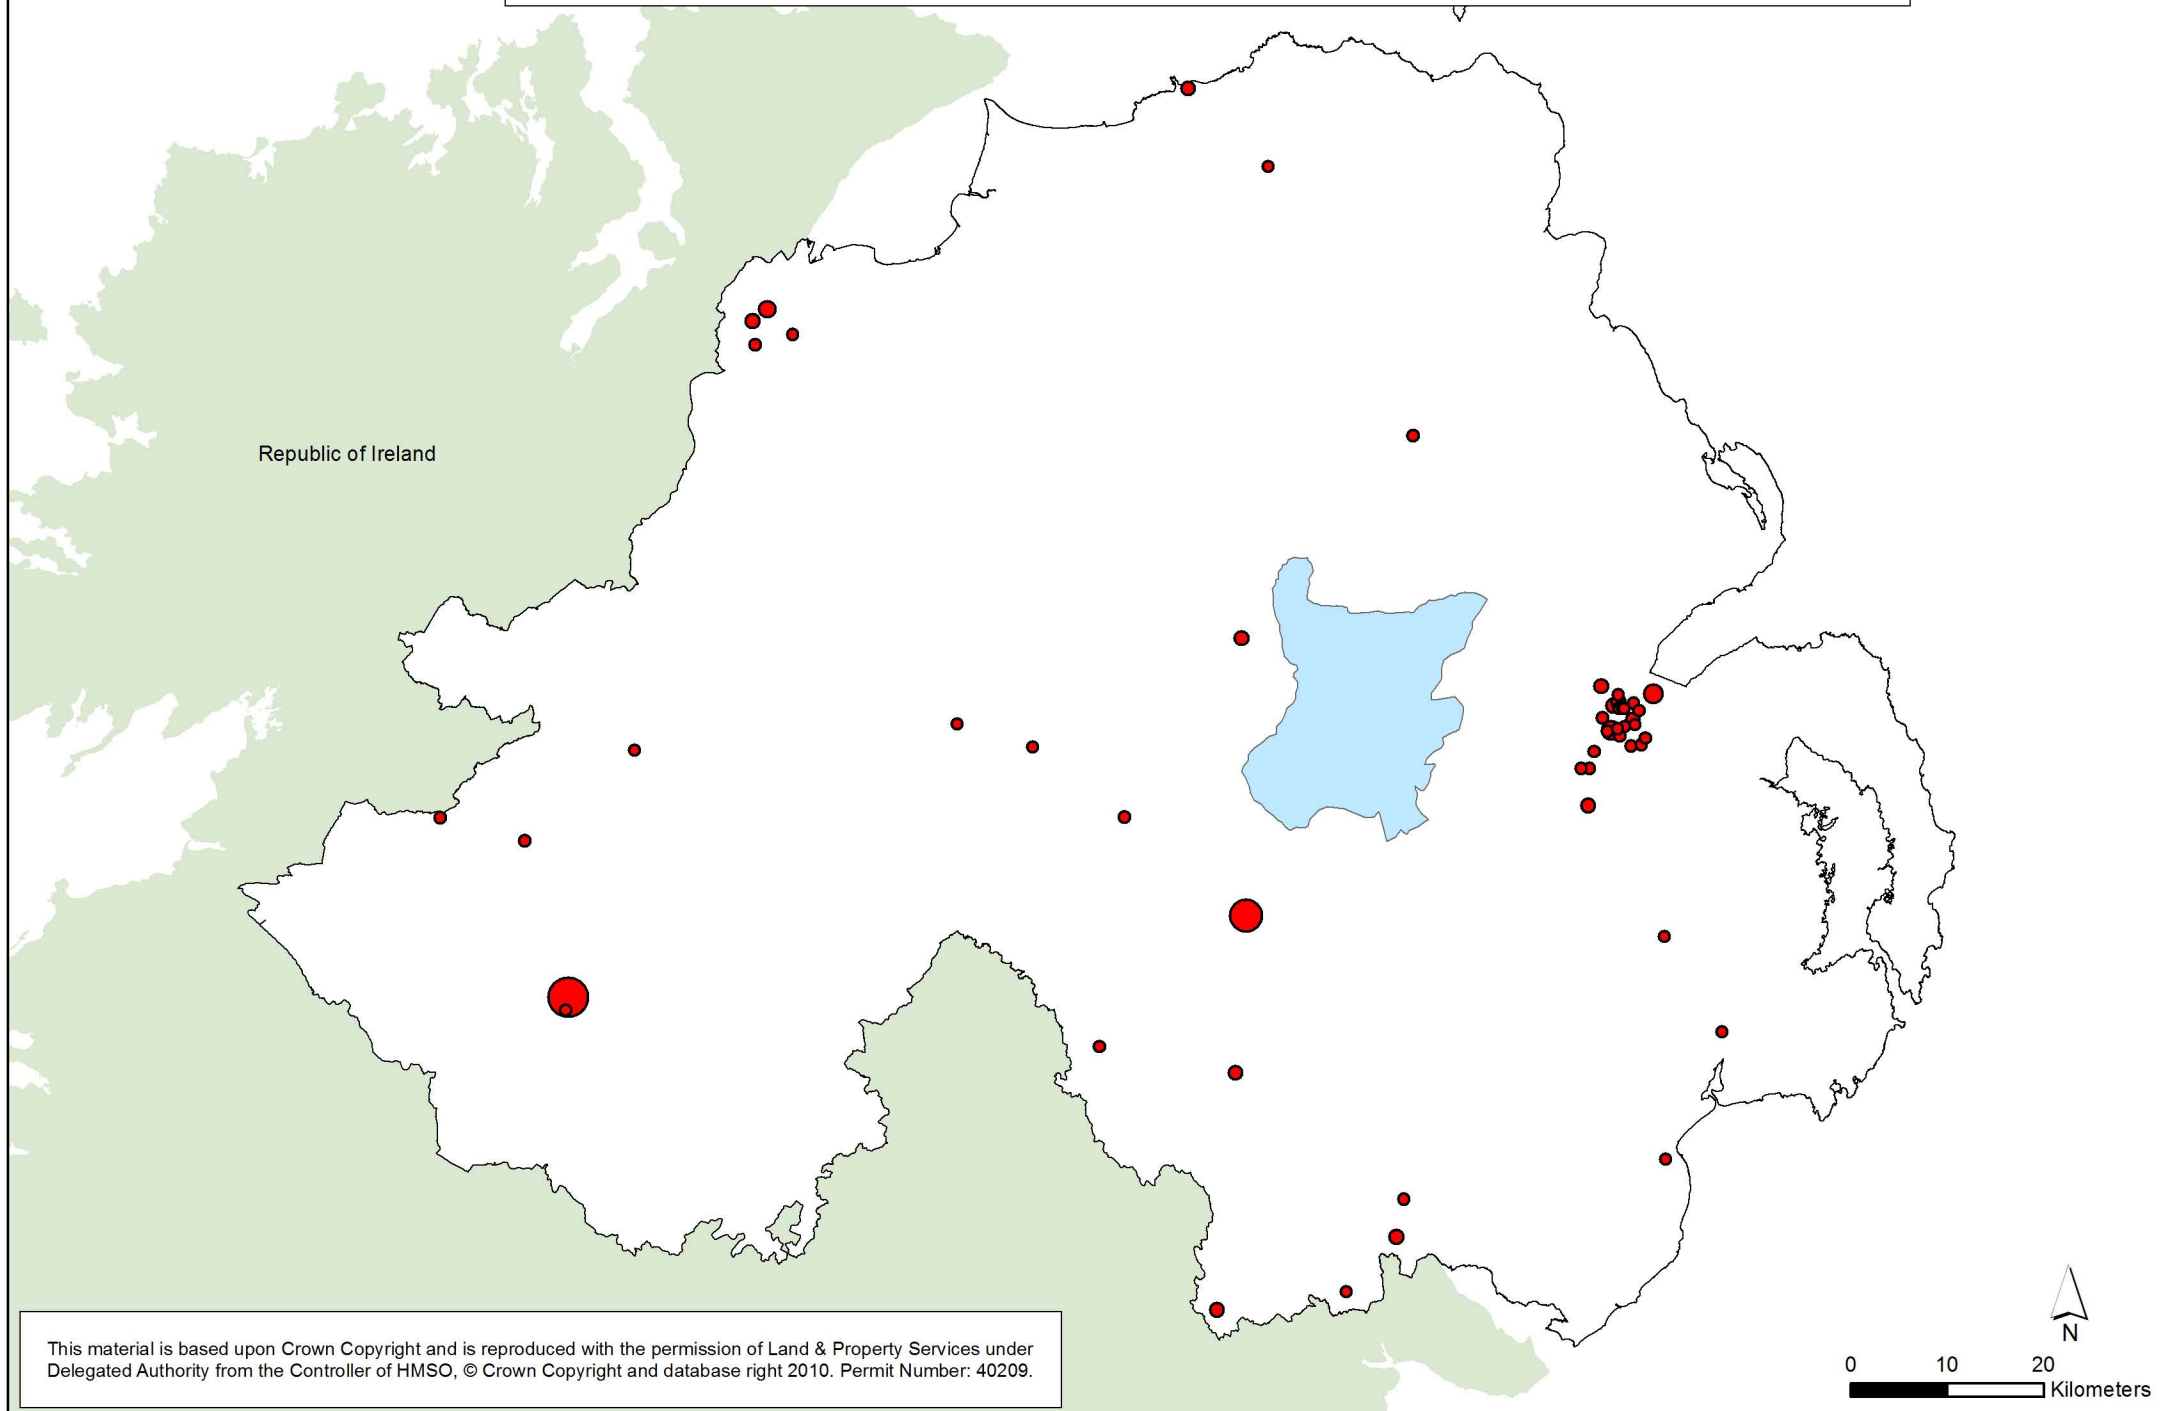 Republic of Ireland
This material is based upon Crown Copyright and is reproduced with the permission of Land & Property Services under
Delegated Authority from the Controller of HMSO, © Crown Copyright and database right 2010. Permit Number: 40209.
N
0 10 20
Kilometers